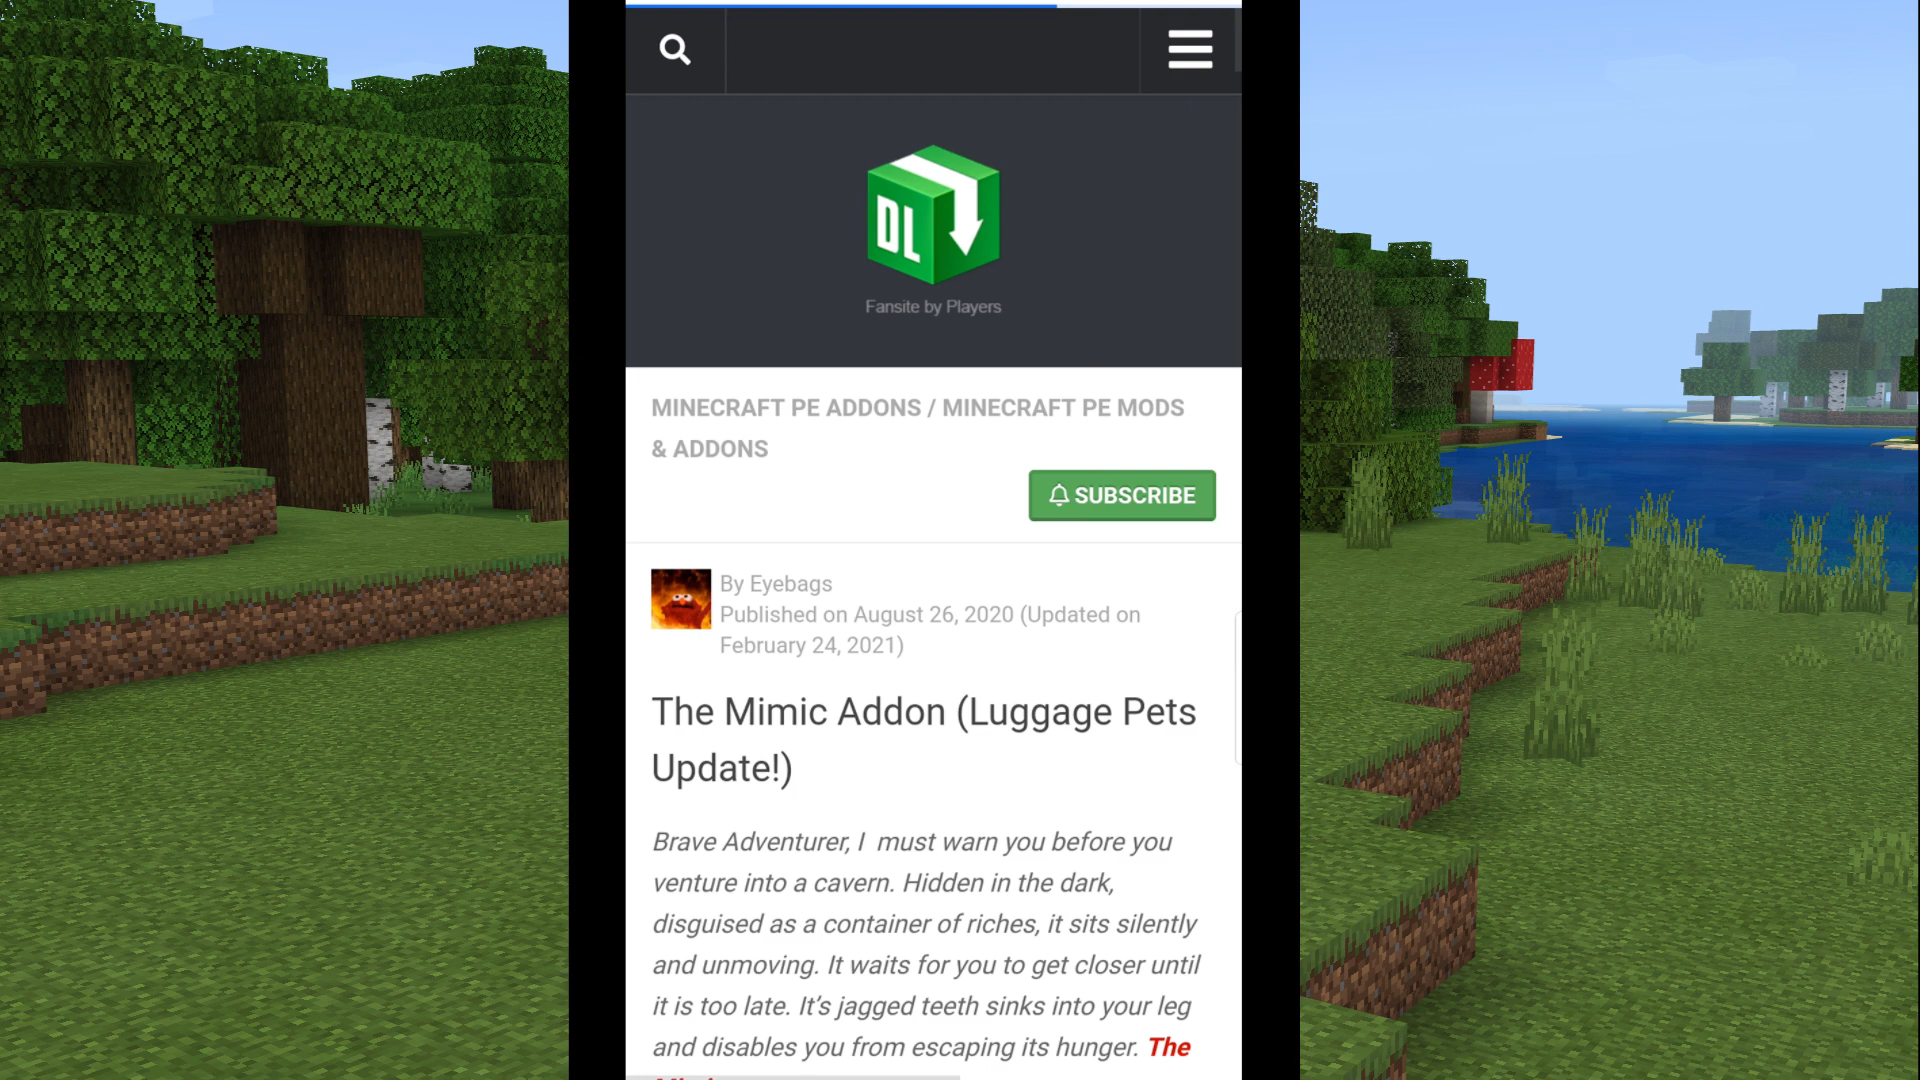 DL
Fansite by Players
MINECRAFT PE ADDONS / MINECRAFT PE MODS
& ADDONS
SUBSCRIBE
By Eyebags
Published on August 26, 2020 (Updated on
February 24, 2021)
The Mimic Addon (Luggage Pets
Update!)
Brave Adventurer, I  must warn you before you
venture into a cavern. Hidden in the dark,
disguised as a container of riches, it sits silently
and unmoving. It waits for you to get closer until
it is too late. It’s jagged teeth sinks into your leg
and disables you from escaping its hunger. The